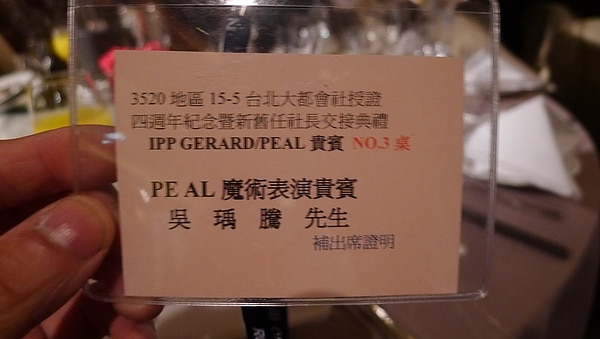 3520 地區 15-5 台北大都會社授證
四週年紀念暨新舊任社長交接典禮
IPP GERARD/PEAL 貴賓 NO.3 桌
PE AL 魔術表演貴賓
吳 瑀 騰 先生
補出席證明